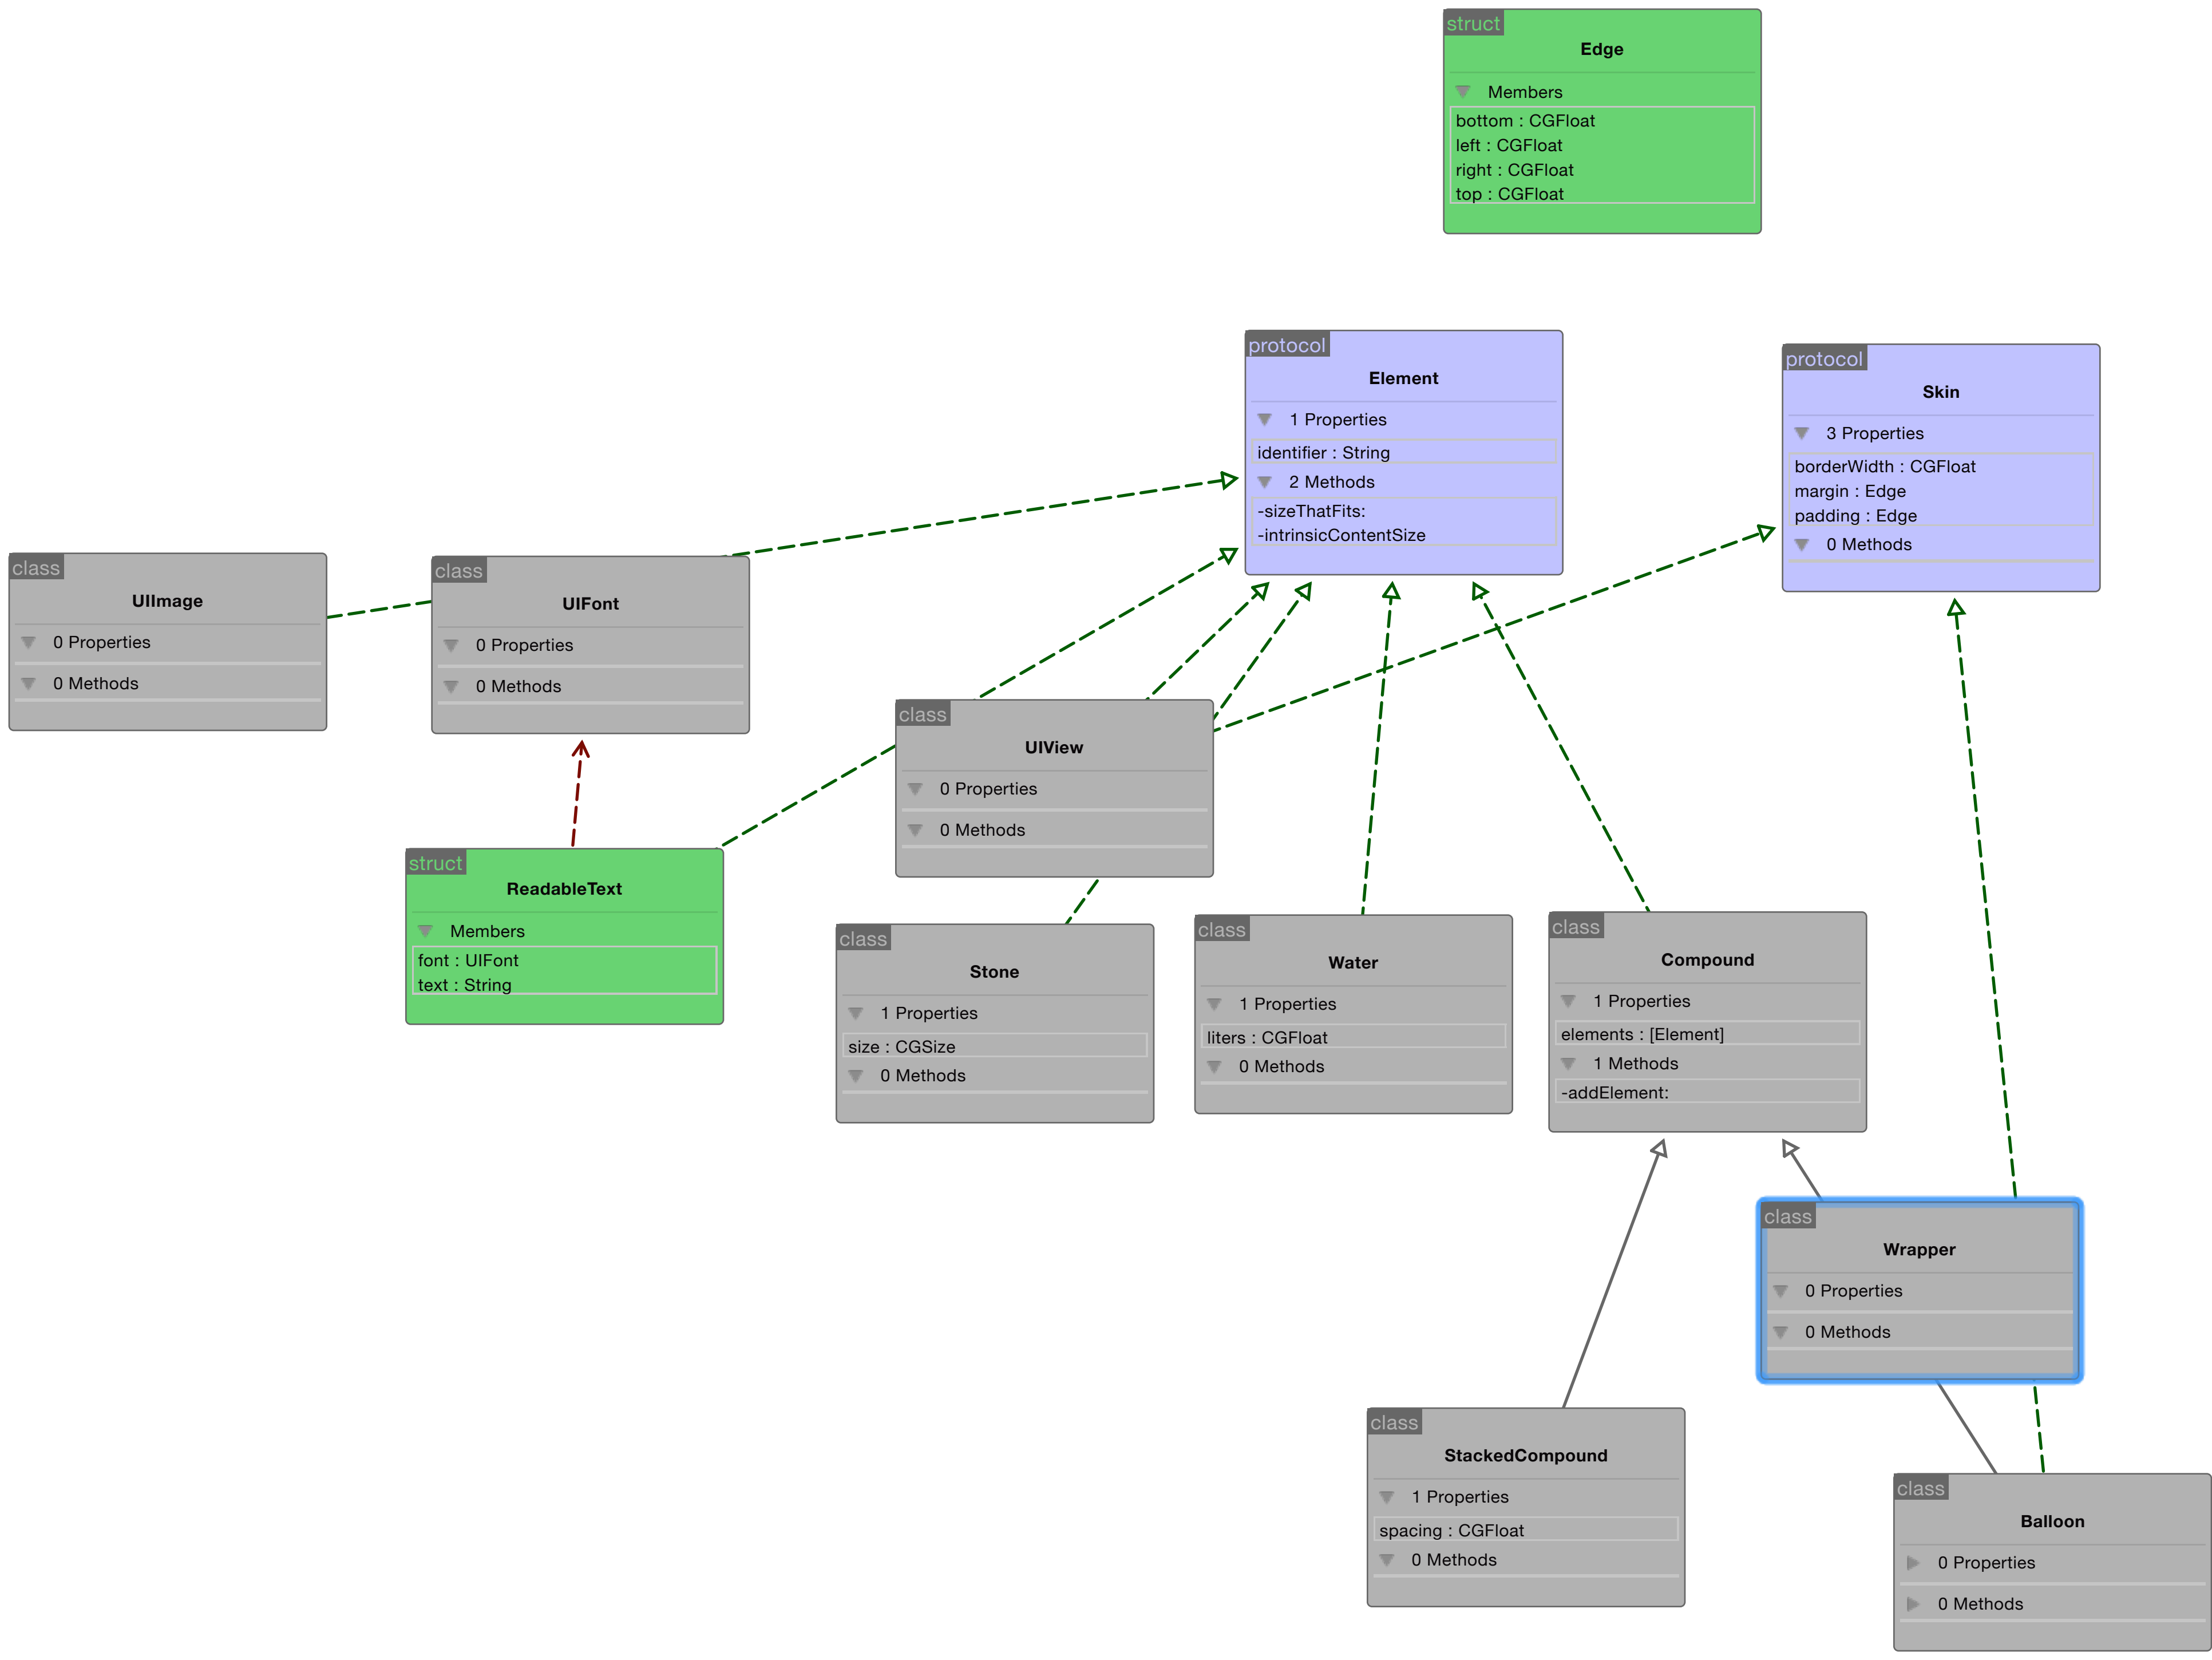 struct
Edge
Members
bottom : CGFloat
left : CGFloat
right : CGFloat
top : CGFloat
protocol
Element
1 Properties
identifier : String
2 Methods
-sizeThatFits:
-intrinsicContentSize
protocol
Skin
3 Properties
borderWidth : CGFloat
margin : Edge
padding : Edge
0 Methods
class
UIImage
0 Properties
0 Methods
class
UIFont
0 Properties
0 Methods
class
UIView
0 Properties
0 Methods
struct
ReadableText
Members
font : UIFont
text : String
class
Stone
1 Properties
size : CGSize
0 Methods
class
Water
1 Properties
liters : CGFloat
0 Methods
class
Compound
1 Properties
elements : [Element]
1 Methods
-addElement:
class
Wrapper
0 Properties
0 Methods
class
StackedCompound
1 Properties
spacing : CGFloat
0 Methods
class
Balloon
0 Properties
0 Methods